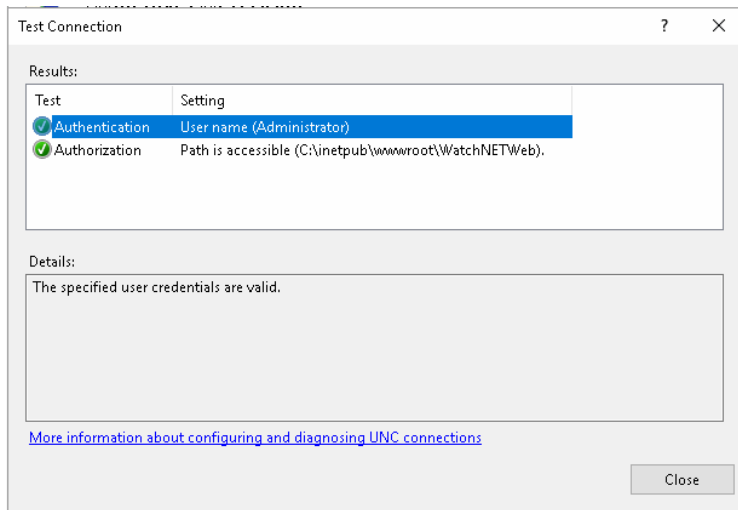 Test Connection
?
Results:
Test Setting
Authentication User name (Administrator)
Authorization Path is accessible (C:\inetpub\wwwroot\WatchNETWeb).
Details:
The specified user credentials are valid.
More information about configuring and diagnosing UNC connections
Close